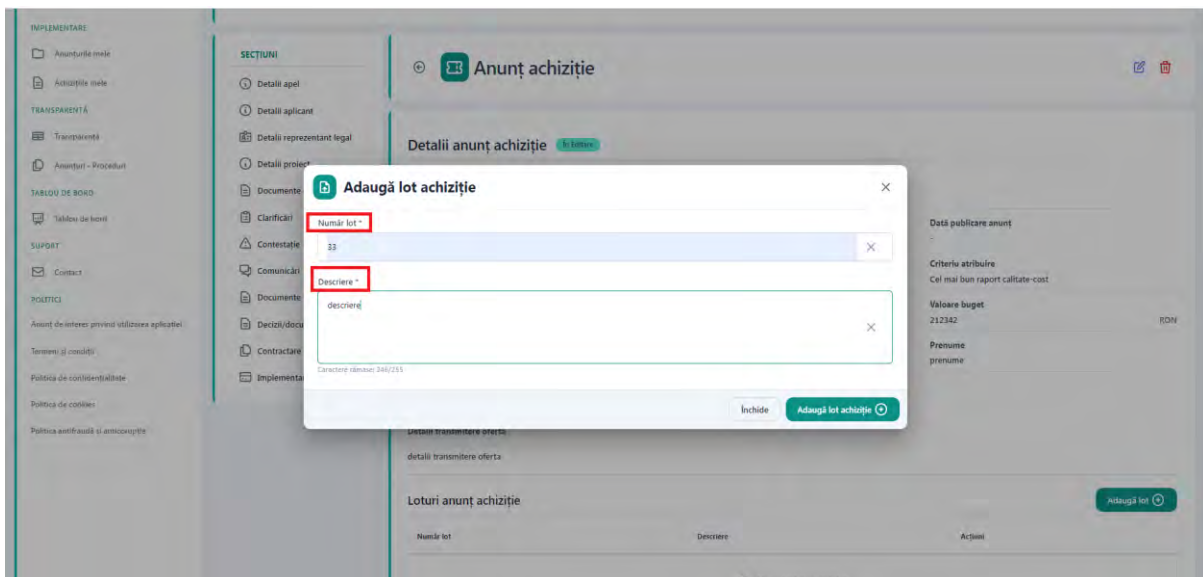 IMPLEMENTARE
Anunțurile mele
Achizițiile mele
TRANSPARENȚĂ
Transparență
Anunțuri - Proceduri
TABLOU DE BORD
Tablou de bord
SUPORT
Contact
POLITICI
Anunț de interes privind utilizarea aplicației
Termeni și condiții
Politica de confidențialitate
Politica de cookies
Politica antifraudă și anticorupție
SECȚIUNI
Detalii apel
Detalii aplicant
Detalii reprezentant legal
Detalii proiect
Documente
Clarificări
Contestație
Comunicări
Documente
Decizii/docu
Contractare
Implementa
Anunț achiziție
Detalii anunț achiziție
În Editare
Adaugă lot achiziție
Număr lot *
33
Descriere *
descriere
Caractere rămase: 246/255
Închide
Adaugă lot achiziție
Dată publicare anunț
-
Criteriu atribuire
Cel mai bun raport calitate-cost
Valoare buget
212342 RON
Prenume
prenume
Detalii transmitere oferta
detalii transmitere oferta
Loturi anunț achiziție
Adaugă lot
Număr lot Descriere Acțiuni